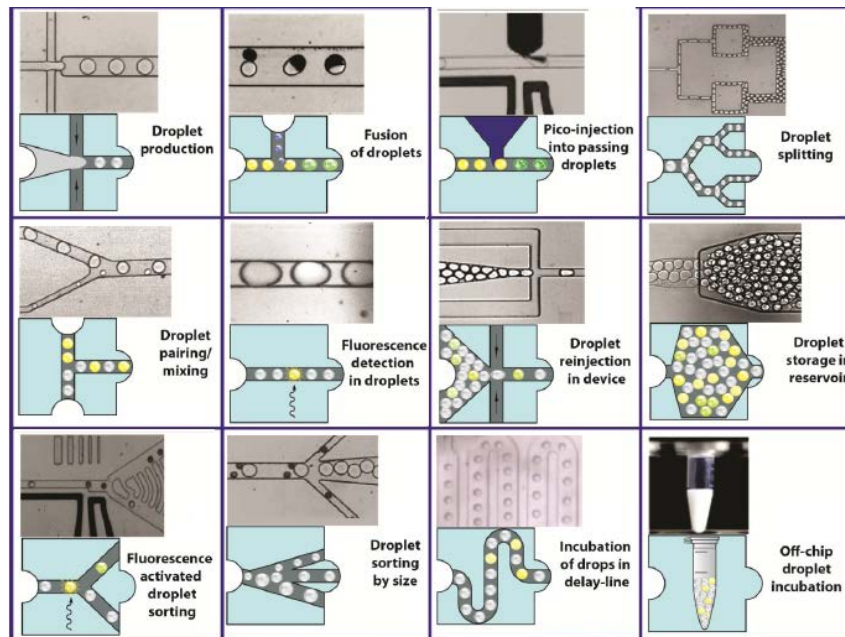 Droplet
production
Fusion
of droplets
Pico-injection
into passing
droplets
Droplet
splitting
Droplet
pairing/
mixing
Fluorescence
detection
in droplets
Droplet
reinjection
in device
Droplet
storage in
reservoir
Fluorescence
activated
droplet
sorting
Droplet
sorting
by size
Incubation
of drops in
delay-line
Off-chip
droplet
incubation